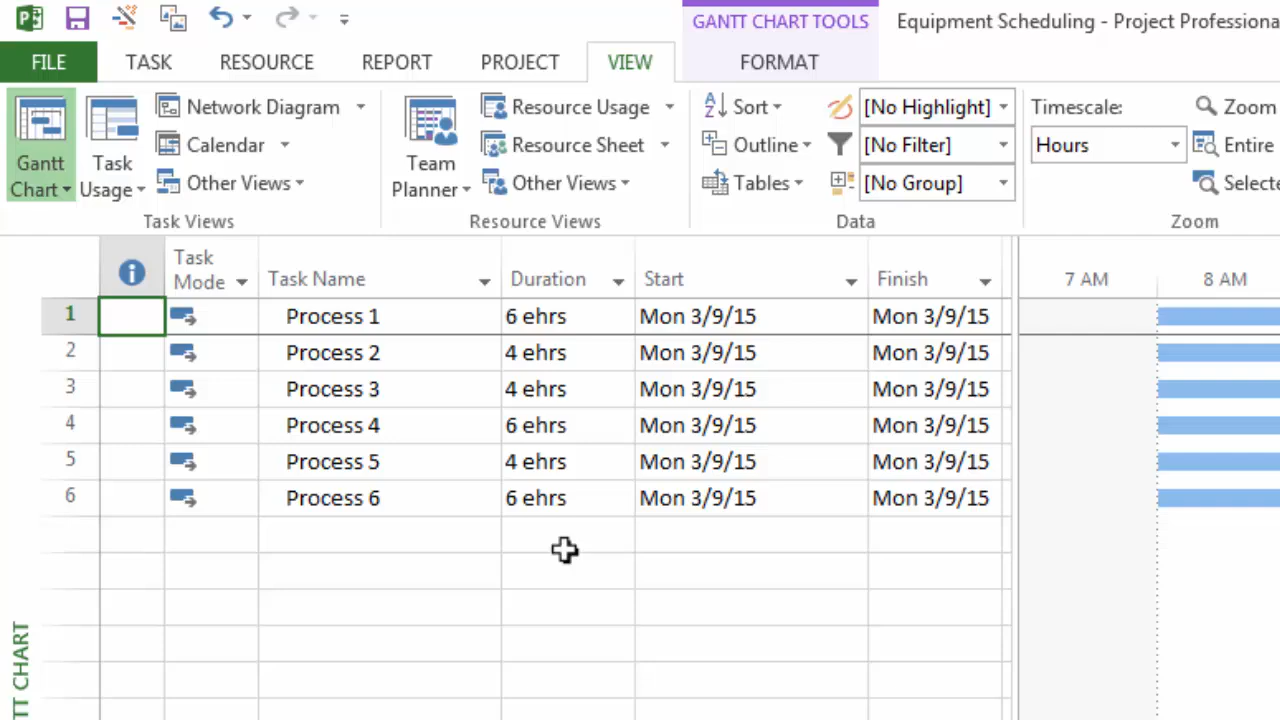 GANTT CHART TOOLS
Equipment Scheduling - Project Professiona
FILE TASK RESOURCE REPORT PROJECT VIEW FORMAT
Gantt Chart
Task Usage
Network Diagram
Calendar
Other Views
Task Views
Team Planner
Resource Usage
Resource Sheet
Other Views
Resource Views
Sort
Outline
Tables
[No Highlight]
[No Filter]
[No Group]
Data
Timescale:
Hours
Zoom
Entire
Selecte
Zoom
Task Mode Task Name Duration Start Finish 7 AM 8 AM
1 Process 1 6 ehrs Mon 3/9/15 Mon 3/9/15
2 Process 2 4 ehrs Mon 3/9/15 Mon 3/9/15
3 Process 3 4 ehrs Mon 3/9/15 Mon 3/9/15
4 Process 4 6 ehrs Mon 3/9/15 Mon 3/9/15
5 Process 5 4 ehrs Mon 3/9/15 Mon 3/9/15
6 Process 6 6 ehrs Mon 3/9/15 Mon 3/9/15
TT CHART